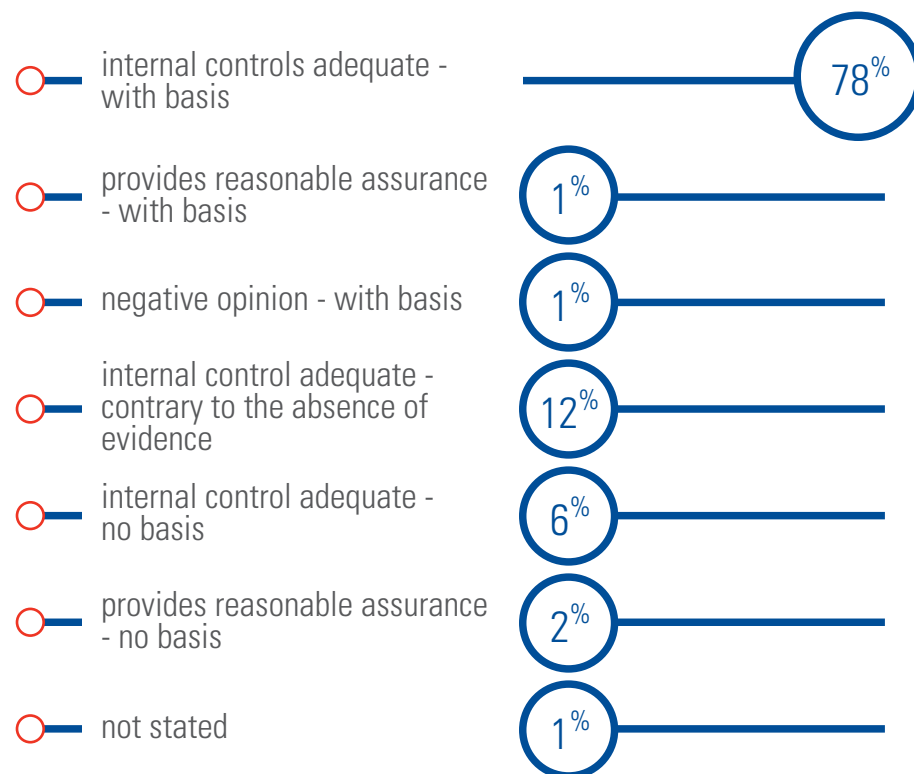 internal controls adequate -
with basis
78%
provides reasonable assurance
- with basis
1%
negative opinion - with basis
1%
internal control adequate -
contrary to the absence of
evidence
12%
internal control adequate -
no basis
6%
provides reasonable assurance
- no basis
2%
not stated
1%